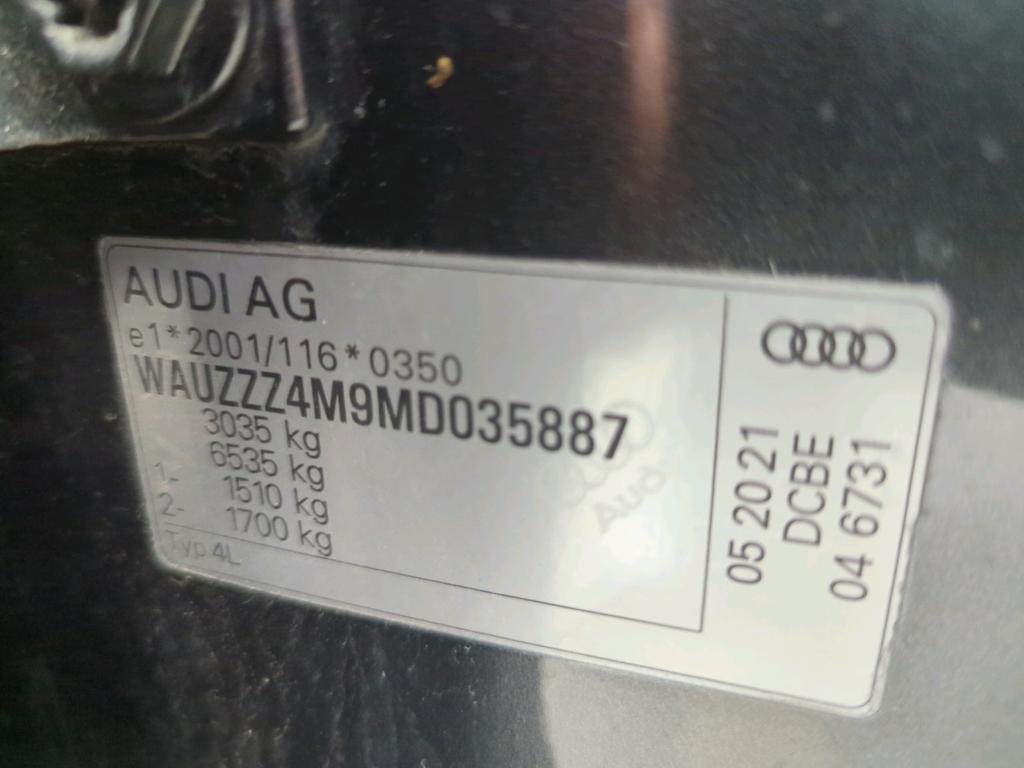 AUDI AG
e1*2001/116*0350
WAUZZZ4M9MD035887
3035 kg
6535 kg
1- 1510 kg
2- 1700 kg
Typ 4L
05 2021
DCBE
04 6731
Aud